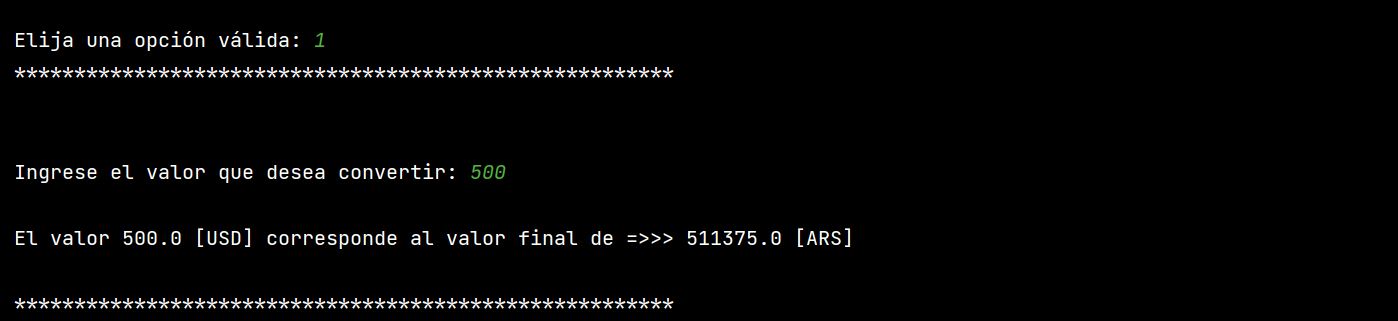 Elija una opción válida: 1
*******************************************************
Ingrese el valor que desea convertir: 500
El valor 500.0 [USD] corresponde al valor final de =>>> 511375.0 [ARS]
*******************************************************